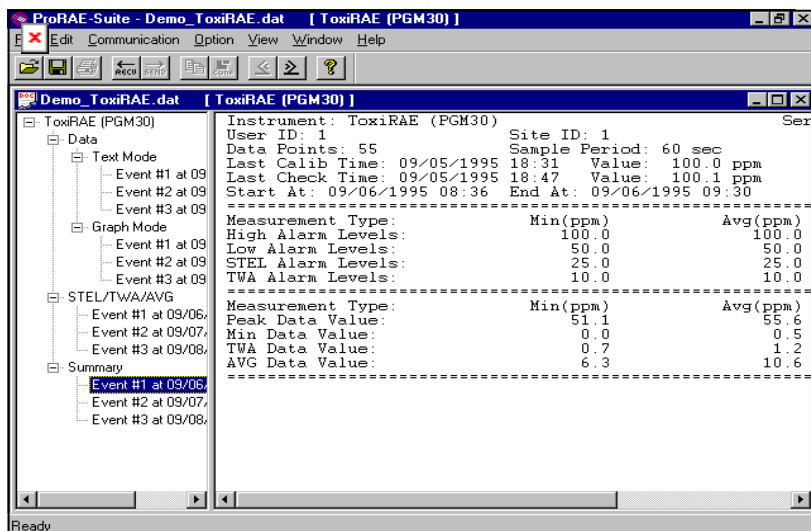 ProRAE-Suite - Demo_ToxiRAE.dat [ ToxiRAE (PGM30) ]
F Edit Communication Option View Window Help
RECU SEND CONF ?
Demo_ToxiRAE.dat [ ToxiRAE (PGM30) ]
ToxiRAE (PGM30)
Data
Text Mode
Event #1 at 09
Event #2 at 09
Event #3 at 09
Graph Mode
Event #1 at 09
Event #2 at 09
Event #3 at 09
STEL/TWA/AVG
Event #1 at 09/06/
Event #2 at 09/07/
Event #3 at 09/08/
Summary
Event #1 at 09/06/
Event #2 at 09/07/
Event #3 at 09/08/
Instrument: ToxiRAE (PGM30) Ser
User ID: 1 Site ID: 1
Data Points: 55 Sample Period: 60 sec
Last Calib Time: 09/05/1995 18:31 Value: 100.0 ppm
Last Check Time: 09/05/1995 18:47 Value: 100.1 ppm
Start At: 09/06/1995 08:36 End At: 09/06/1995 09:30
Measurement Type: Min(ppm) Avg(ppm)
High Alarm Levels: 100.0 100.0
Low Alarm Levels: 50.0 50.0
STEL Alarm Levels: 25.0 25.0
TWA Alarm Levels: 10.0 10.0
Measurement Type: Min(ppm) Avg(ppm)
Peak Data Value: 51.1 55.6
Min Data Value: 0.0 0.5
TWA Data Value: 0.7 1.2
AVG Data Value: 6.3 10.6
Ready